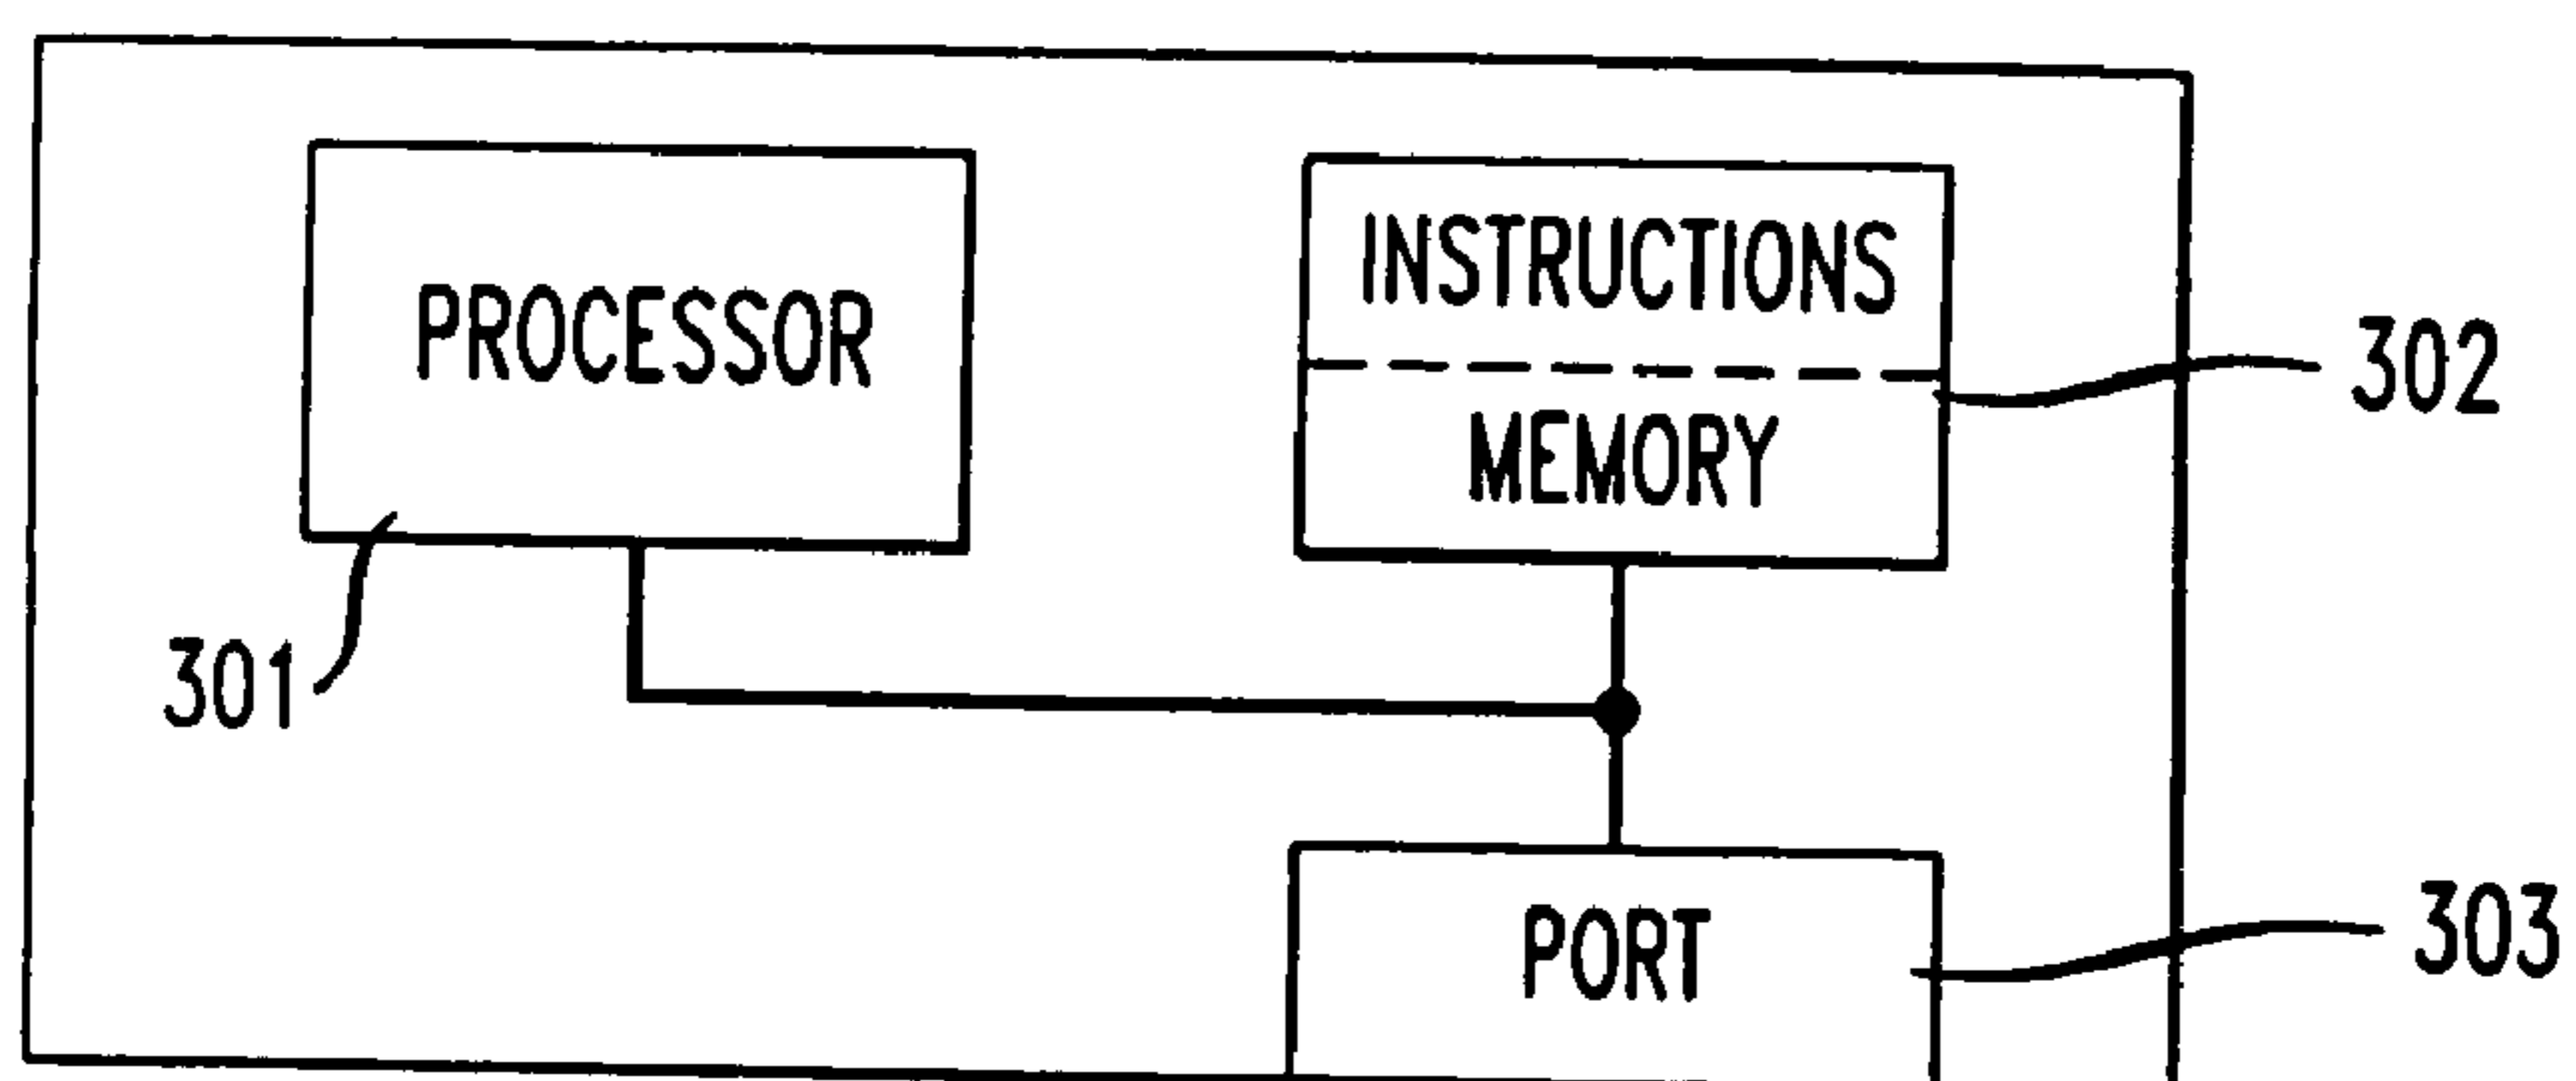 PROCESSOR
INSTRUCTIONS
MEMORY
302
301
PORT
303